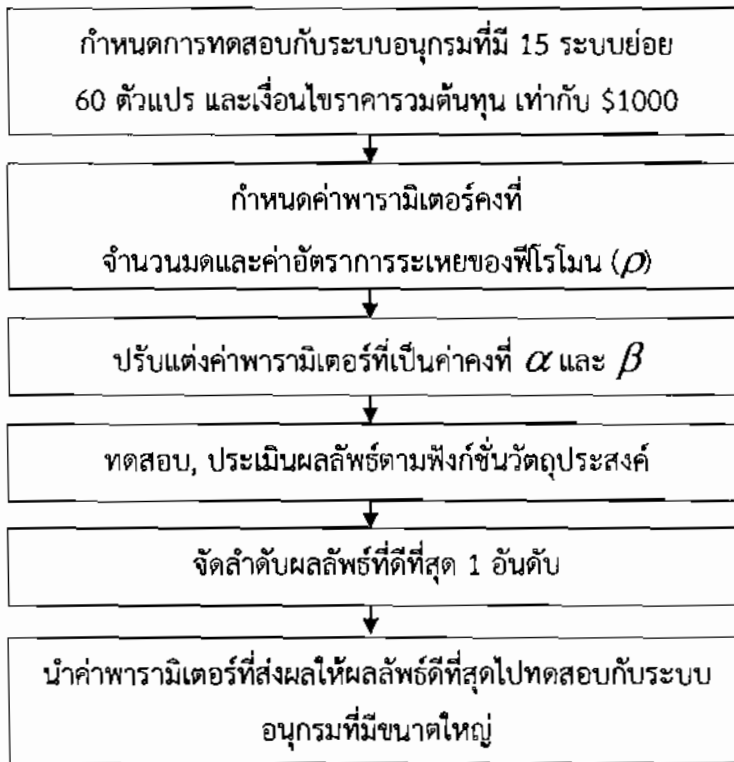 กำหนดการทดสอบกับระบบอนุกรมที่มี 15 ระบบย่อย
60 ตัวแปร และเงื่อนไขราคารวมต้นทุน เท่ากับ $1000
กำหนดค่าพารามิเตอร์คงที่
จำนวนมดและค่าอัตราการระเหยของฟีโรโมน (ρ)
ปรับแต่งค่าพารามิเตอร์ที่เป็นค่าคงที่ α และ β
ทดสอบ, ประเมินผลลัพธ์ตามฟังก์ชั่นวัตถุประสงค์
จัดลำดับผลลัพธ์ที่ดีที่สุด 1 อันดับ
นำค่าพารามิเตอร์ที่ส่งผลให้ผลลัพธ์ดีที่สุดไปทดสอบกับระบบ
อนุกรมที่มีขนาดใหญ่